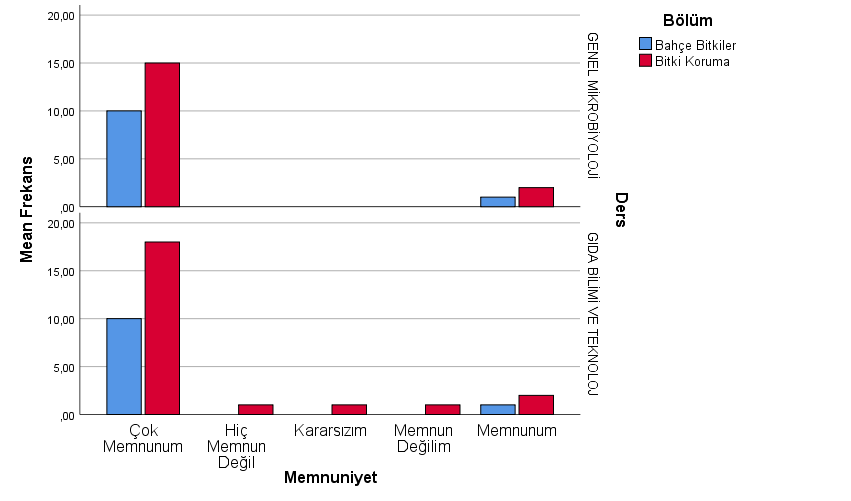 20,00
15,00
10,00
5,00
,00
20,00
15,00
10,00
5,00
,00
Mean Frekans
GENEL MİKROBİYOLOJİ
GIDA BİLİMİ VE TEKNOLOJ
Ders
Bölüm
Bahçe Bitkiler
Bitki Koruma
Çok
Memnunum
Hiç
Memnun
Değil
Kararsızım
Memnun
Değilim
Memnunum
Memnuniyet